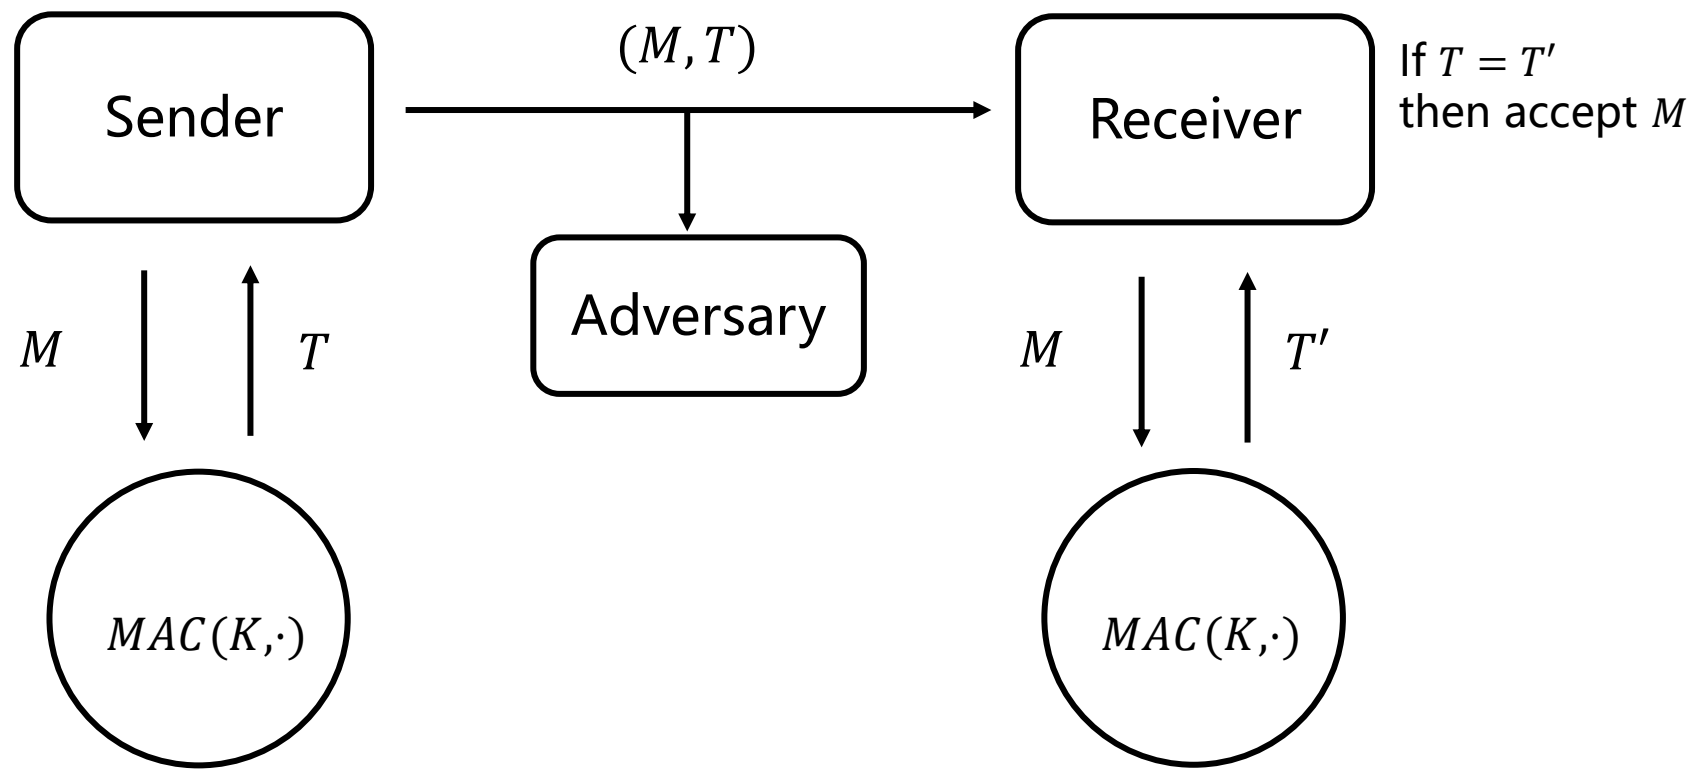 Sender
(M, T)
Receiver
If T = T′
then accept M
Adversary
M
T
M
T′
MAC(K,·)
MAC(K,·)